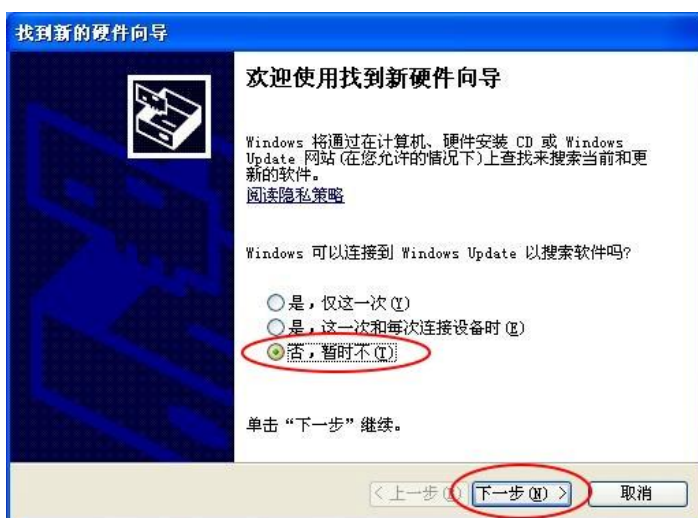 找到新的硬件向导
欢迎使用找到新硬件向导
Windows 将通过在计算机、硬件安装 CD 或 Windows
Update 网站(在您允许的情况下)上查找来搜索当前和更
新的软件。
阅读隐私策略
Windows 可以连接到 Windows Update 以搜索软件吗?
是，仅这一次(Y)
是，这一次和每次连接设备时(E)
否，暂时不(T)
单击“下一步”继续。
<上一步(B) 下一步(N) > 取消